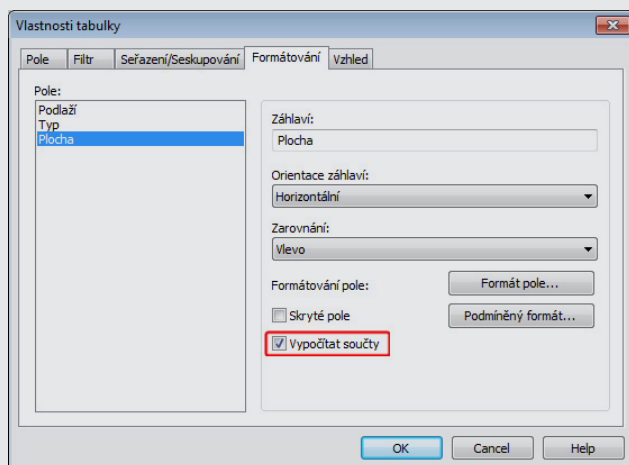 Vlastnosti tabulky
Pole Filtr Seřazení/Seskupování Formátování Vzhled
Pole:
Podlaží
Typ
Plocha
Záhlaví:
Plocha
Orientace záhlaví:
Horizontální
Zarovnání:
Vlevo
Formátování pole:
Formát pole...
Skryté pole
Podmíněný formát...
Vypočítat součty
OK Cancel Help